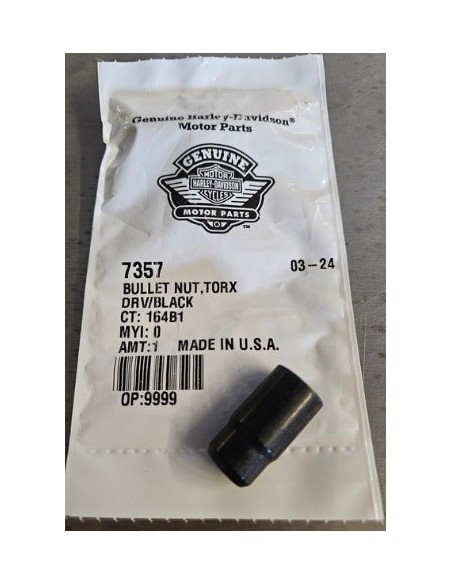 Genuine Harley-Davidson®
Motor Parts
GENUINE
MOTOR
HARLEY-DAVIDSON
CYCLES
MOTOR PARTS
7357
03-24
BULLET NUT,TORX
DRV/BLACK
CT: 164B1
MYI: 0
AMT:1 MADE IN U.S.A.
OP:9999